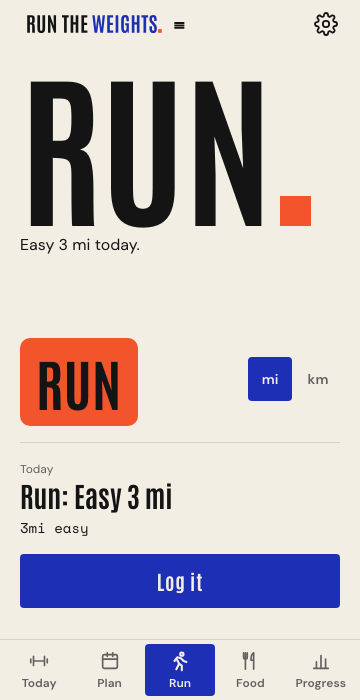 RUN THE WEIGHTS.
RUN.
Easy 3 mi today.
RUN
mi
km
Today
Run: Easy 3 mi
3mi easy
Log it
Today
Plan
Run
Food
Progress